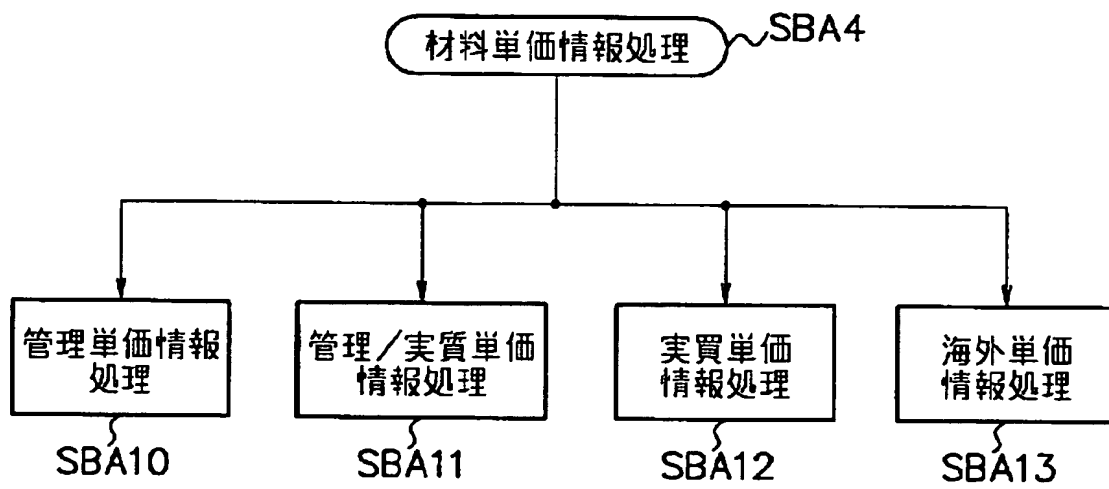 材料単価情報処理
SBA4
管理単価情報
処理
管理/実質単価
情報処理
実買単価
情報処理
海外単価
情報処理
SBA10
SBA11
SBA12
SBA13